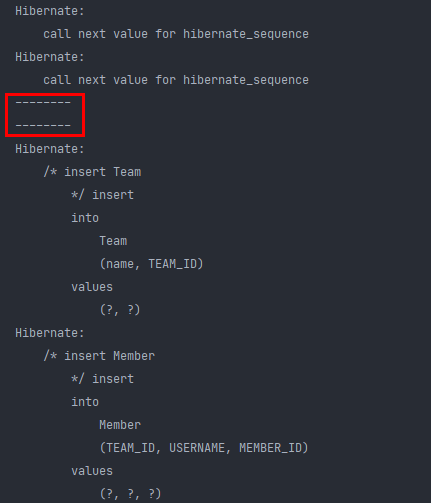 Hibernate:
    call next value for hibernate_sequence
Hibernate:
    call next value for hibernate_sequence
--------
--------
Hibernate:
    /* insert Team
        */ insert
        into
            Team
            (name, TEAM_ID)
        values
            (?, ?)
Hibernate:
    /* insert Member
        */ insert
        into
            Member
            (TEAM_ID, USERNAME, MEMBER_ID)
        values
            (?, ?, ?)